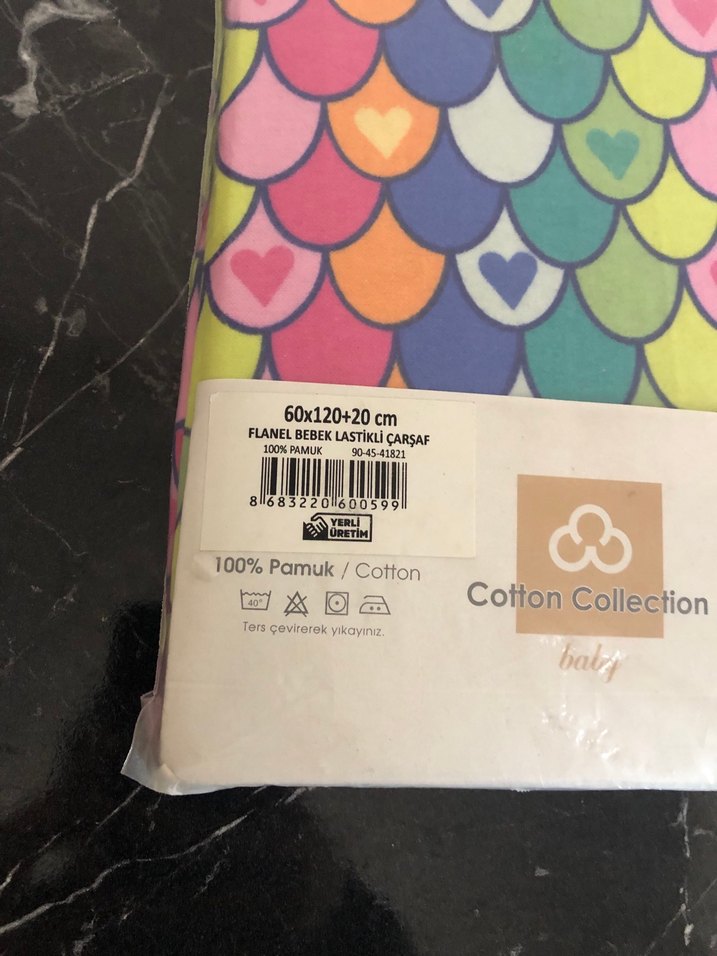 60x120+20 cm
FLANEL BEBEK LASTİKLİ ÇARŞAF
100% PAMUK 90-45-41821
8 683220 600599
YERLİ
ÜRETİM
100% Pamuk / Cotton
40°
Ters çevirerek yıkayınız.
Cotton Collection
baby